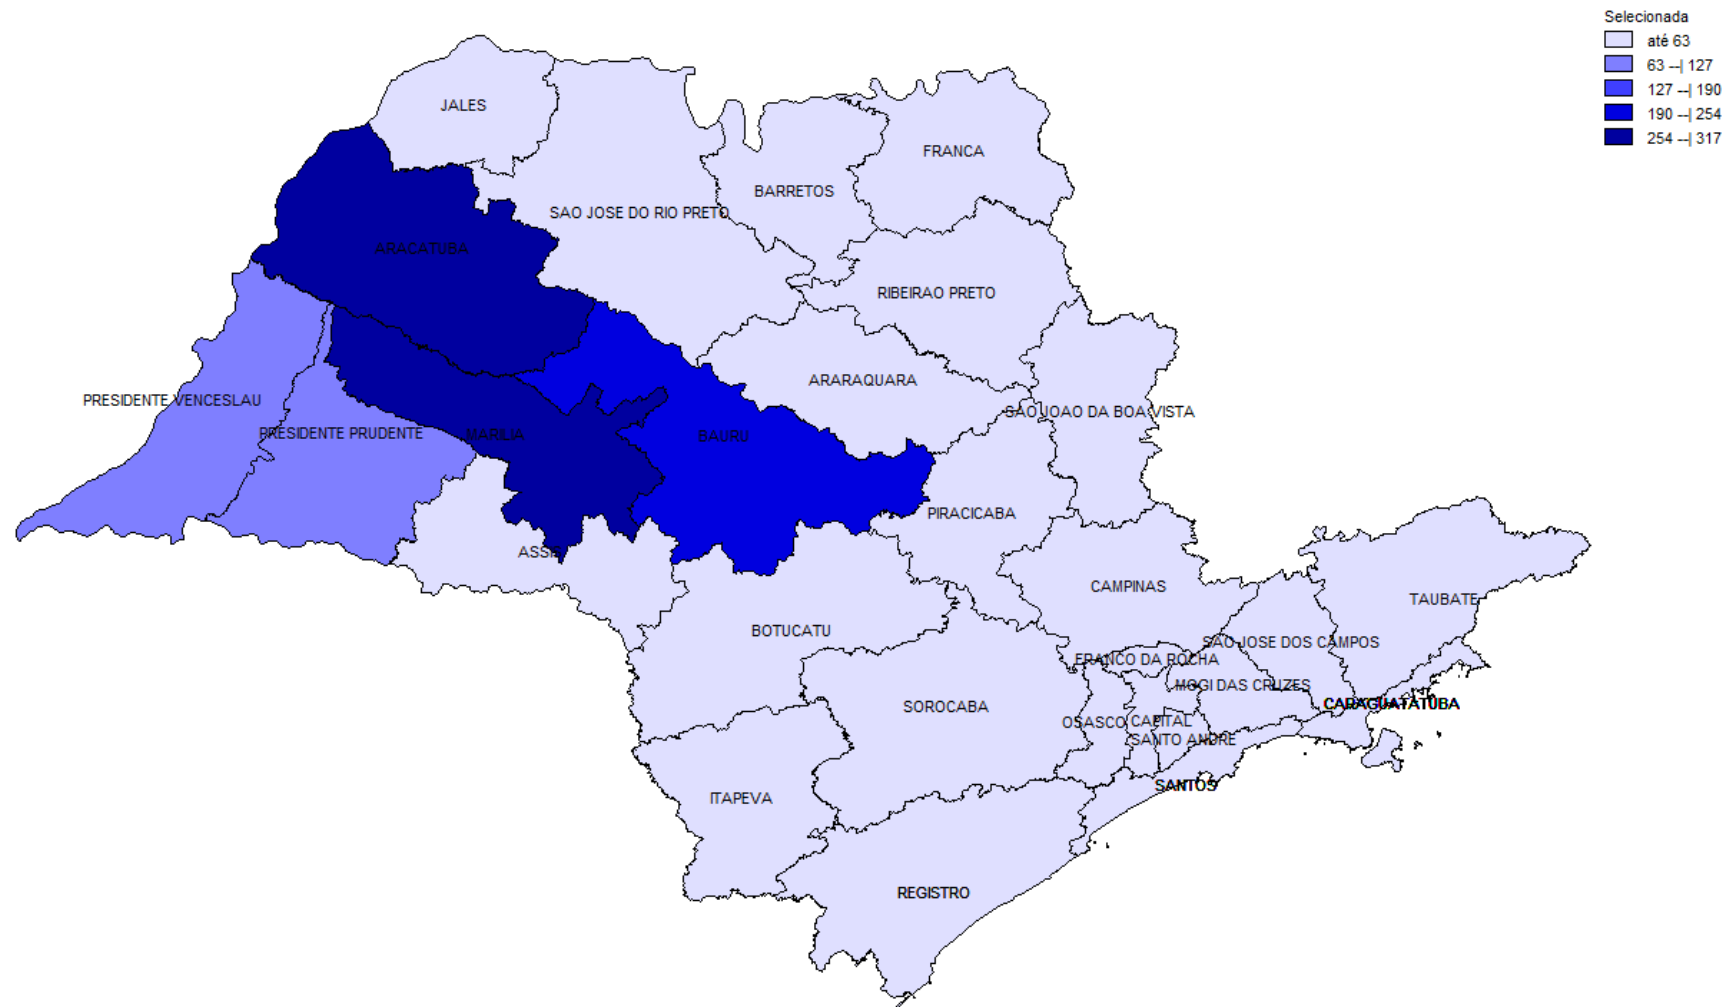 Selecionada
até 63
63 --| 127
127 --| 190
190 --| 254
254 --| 317
JALES
FRANCA
BARRETOS
SAO JOSE DO RIO PRETO
ARACATUBA
RIBEIRAO PRETO
ARARAQUARA
PRESIDENTE VENCESLAU
SAO JOAO DA BOA VISTA
PRESIDENTE PRUDENTE
MARILIA
BAURU
PIRACICABA
ASSIS
CAMPINAS
TAUBATE
BOTUCATU
SAO JOSE DOS CAMPOS
FRANCO DA ROCHA
MOGI DAS CRUZES
CARAGUATATUBA
SOROCABA
OSASCO
CAPITAL
SANTO ANDRE
SANTOS
ITAPEVA
REGISTRO